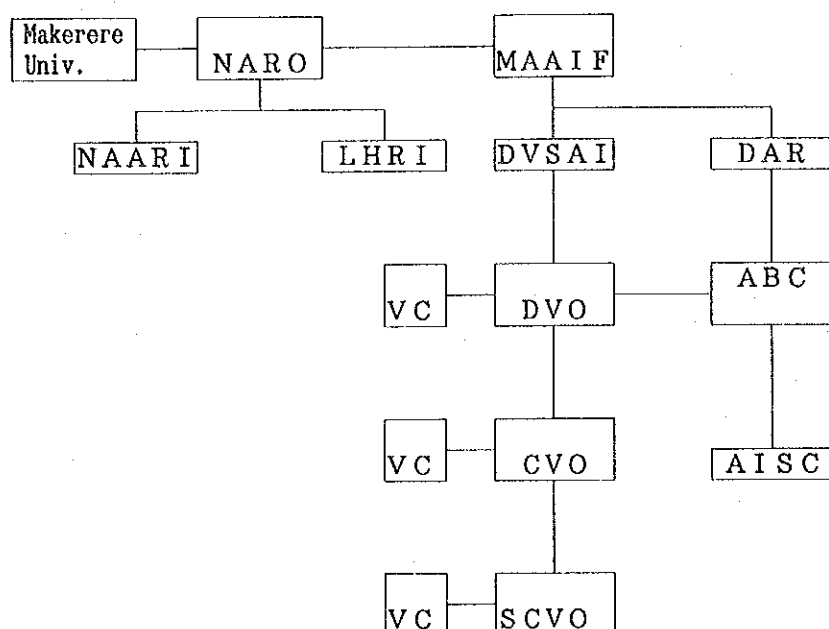 Makerere
Univ.
NARO
MAAIF
NAARI
LHRI
DVSAI
DAR
VC
DVO
ABC
VC
CVO
AISC
VC
SCVO